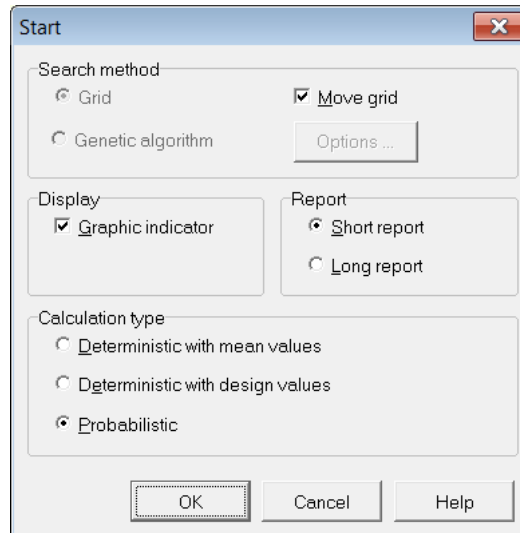 Start
Search method
Grid
Move grid
Genetic algorithm
Options ...
Display
Graphic indicator
Report
Short report
Long report
Calculation type
Deterministic with mean values
Deterministic with design values
Probabilistic
OK
Cancel
Help